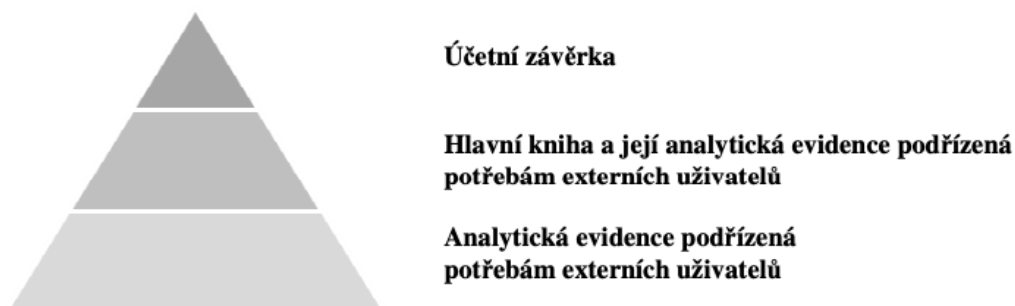 Účetní závěrka
Hlavní kniha a její analytická evidence podřízená
potřebám externích uživatelů
Analytická evidence podřízená
potřebám externích uživatelů